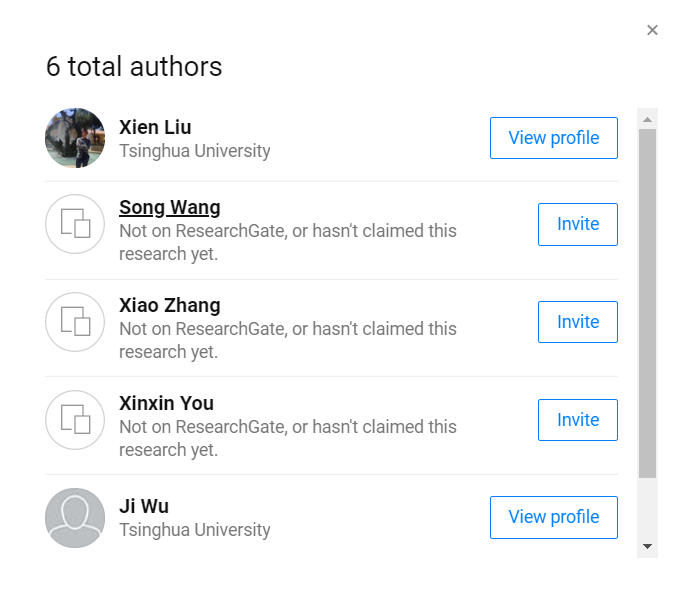 6 total authors
Xien Liu
Tsinghua University
View profile
Song Wang
Not on ResearchGate, or hasn't claimed this
research yet.
Invite
Xiao Zhang
Not on ResearchGate, or hasn't claimed this
research yet.
Invite
Xinxin You
Not on ResearchGate, or hasn't claimed this
research yet.
Invite
Ji Wu
Tsinghua University
View profile